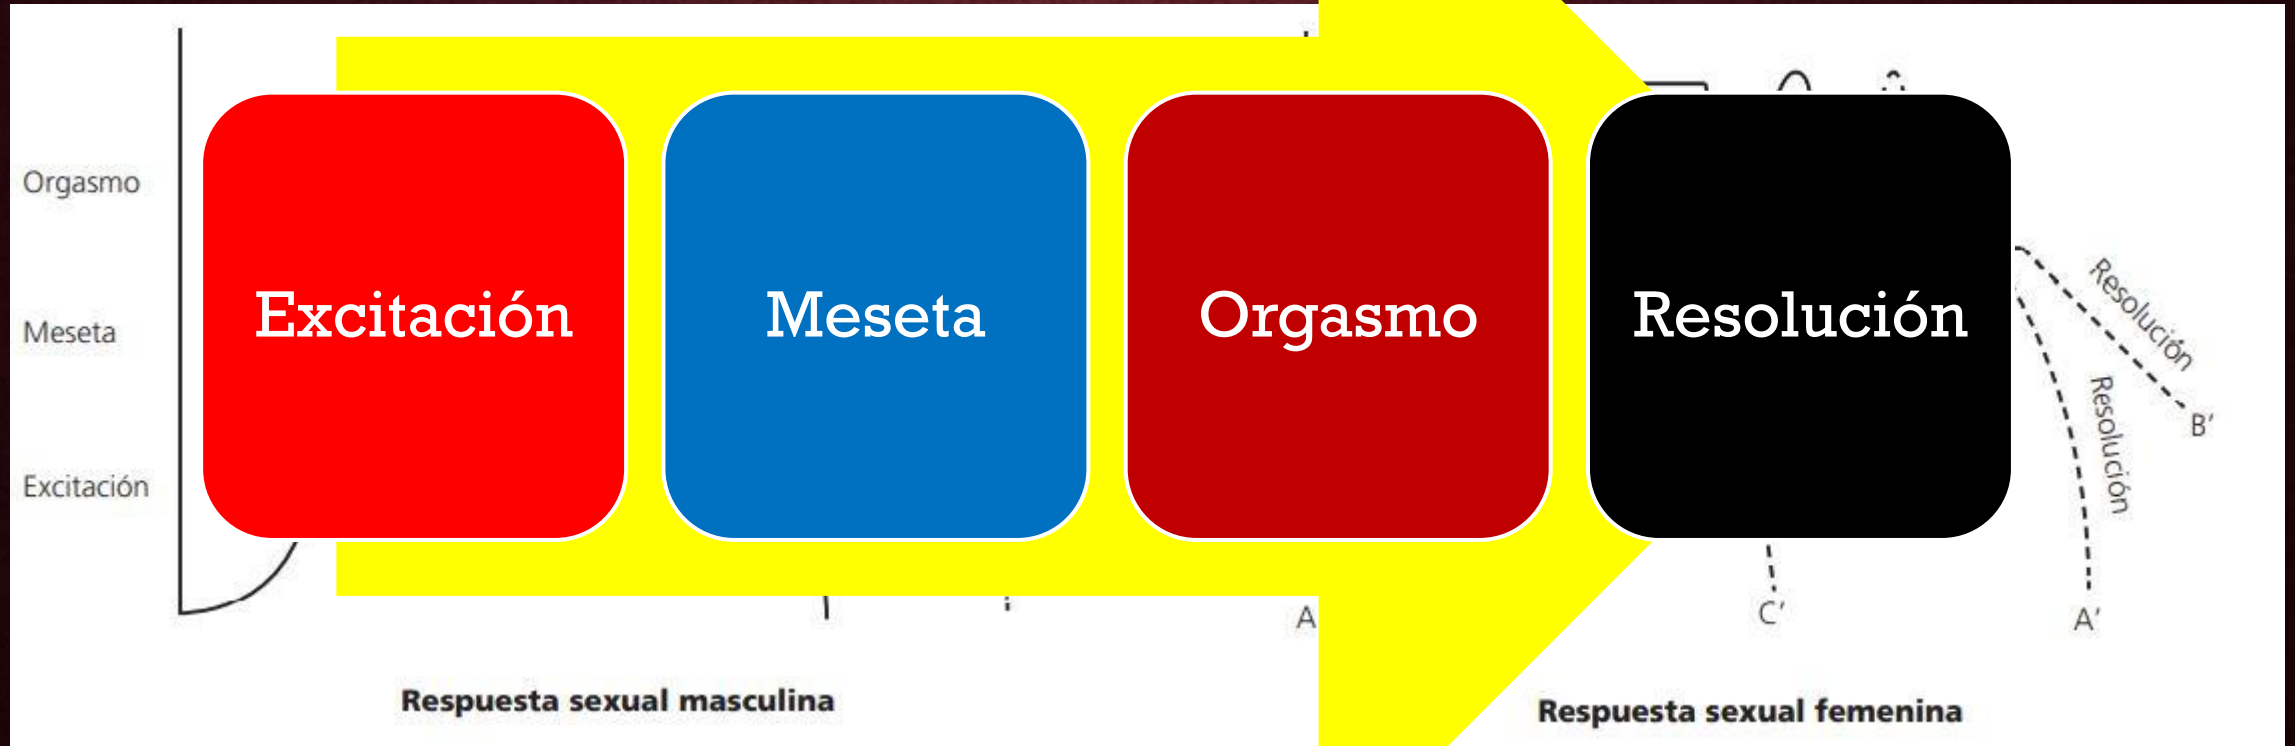 Orgasmo
Meseta
Excitación
Excitación
Meseta
Orgasmo
Resolución
Resolución
Resolución
B'
A
C'
A'
Respuesta sexual masculina
Respuesta sexual femenina